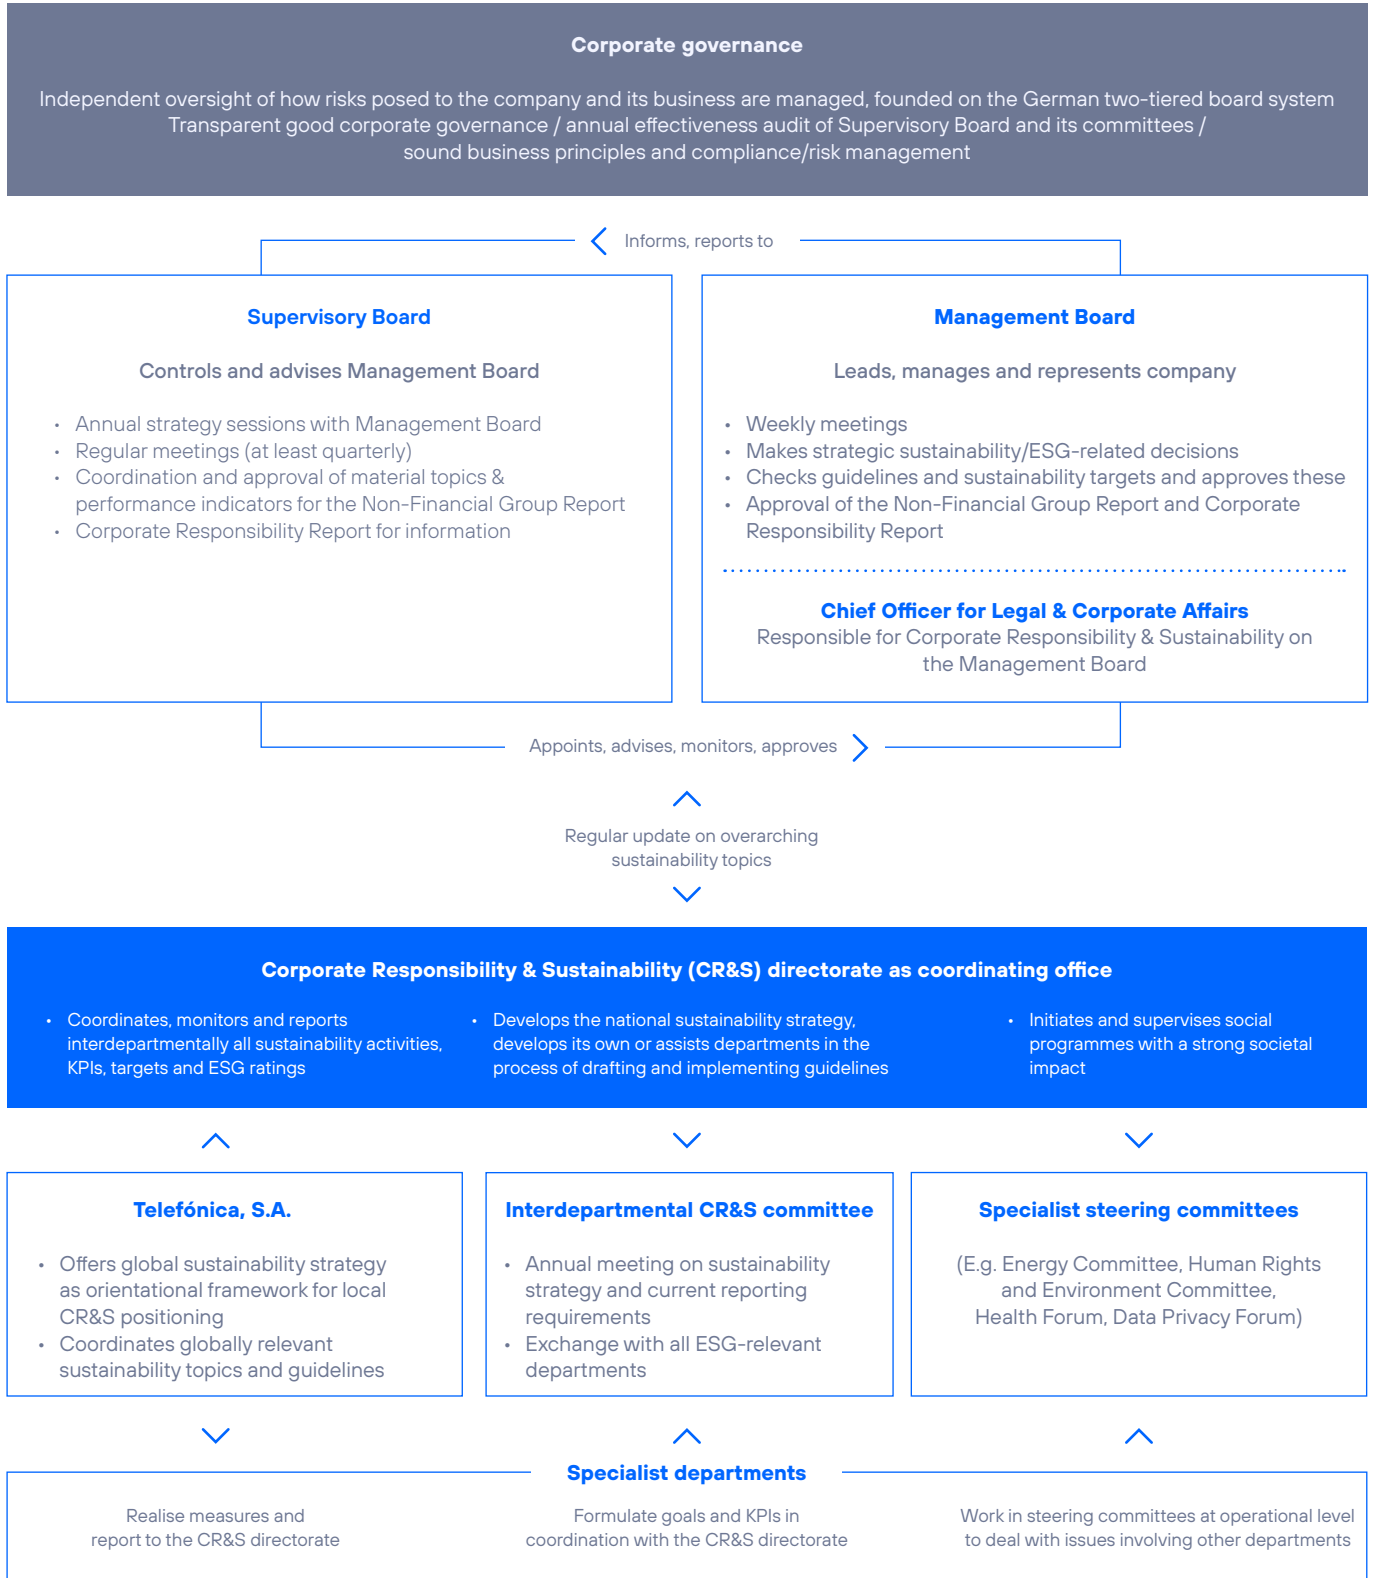 Corporate governance
Independent oversight of how risks posed to the company and its business are managed, founded on the German two-tiered board system
Transparent good corporate governance / annual effectiveness audit of Supervisory Board and its committees /
sound business principles and compliance/risk management
Informs, reports to
Supervisory Board
Controls and advises Management Board
• Annual strategy sessions with Management Board
• Regular meetings (at least quarterly)
• Coordination and approval of material topics &
performance indicators for the Non-Financial Group Report
• Corporate Responsibility Report for information
Management Board
Leads, manages and represents company
• Weekly meetings
• Makes strategic sustainability/ESG-related decisions
• Checks guidelines and sustainability targets and approves these
• Approval of the Non-Financial Group Report and Corporate
Responsibility Report
Chief Officer for Legal & Corporate Affairs
Responsible for Corporate Responsibility & Sustainability on
the Management Board
Appoints, advises, monitors, approves
Regular update on overarching
sustainability topics
Corporate Responsibility & Sustainability (CR&S) directorate as coordinating office
• Coordinates, monitors and reports
interdepartmentally all sustainability activities,
KPIs, targets and ESG ratings
• Develops the national sustainability strategy,
develops its own or assists departments in the
process of drafting and implementing guidelines
• Initiates and supervises social
programmes with a strong societal
impact
Telefónica, S.A.
• Offers global sustainability strategy
as orientational framework for local
CR&S positioning
• Coordinates globally relevant
sustainability topics and guidelines
Interdepartmental CR&S committee
• Annual meeting on sustainability
strategy and current reporting
requirements
• Exchange with all ESG-relevant
departments
Specialist steering committees
(E.g. Energy Committee, Human Rights
and Environment Committee,
Health Forum, Data Privacy Forum)
Specialist departments
Realise measures and
report to the CR&S directorate
Formulate goals and KPIs in
coordination with the CR&S directorate
Work in steering committees at operational level
to deal with issues involving other departments